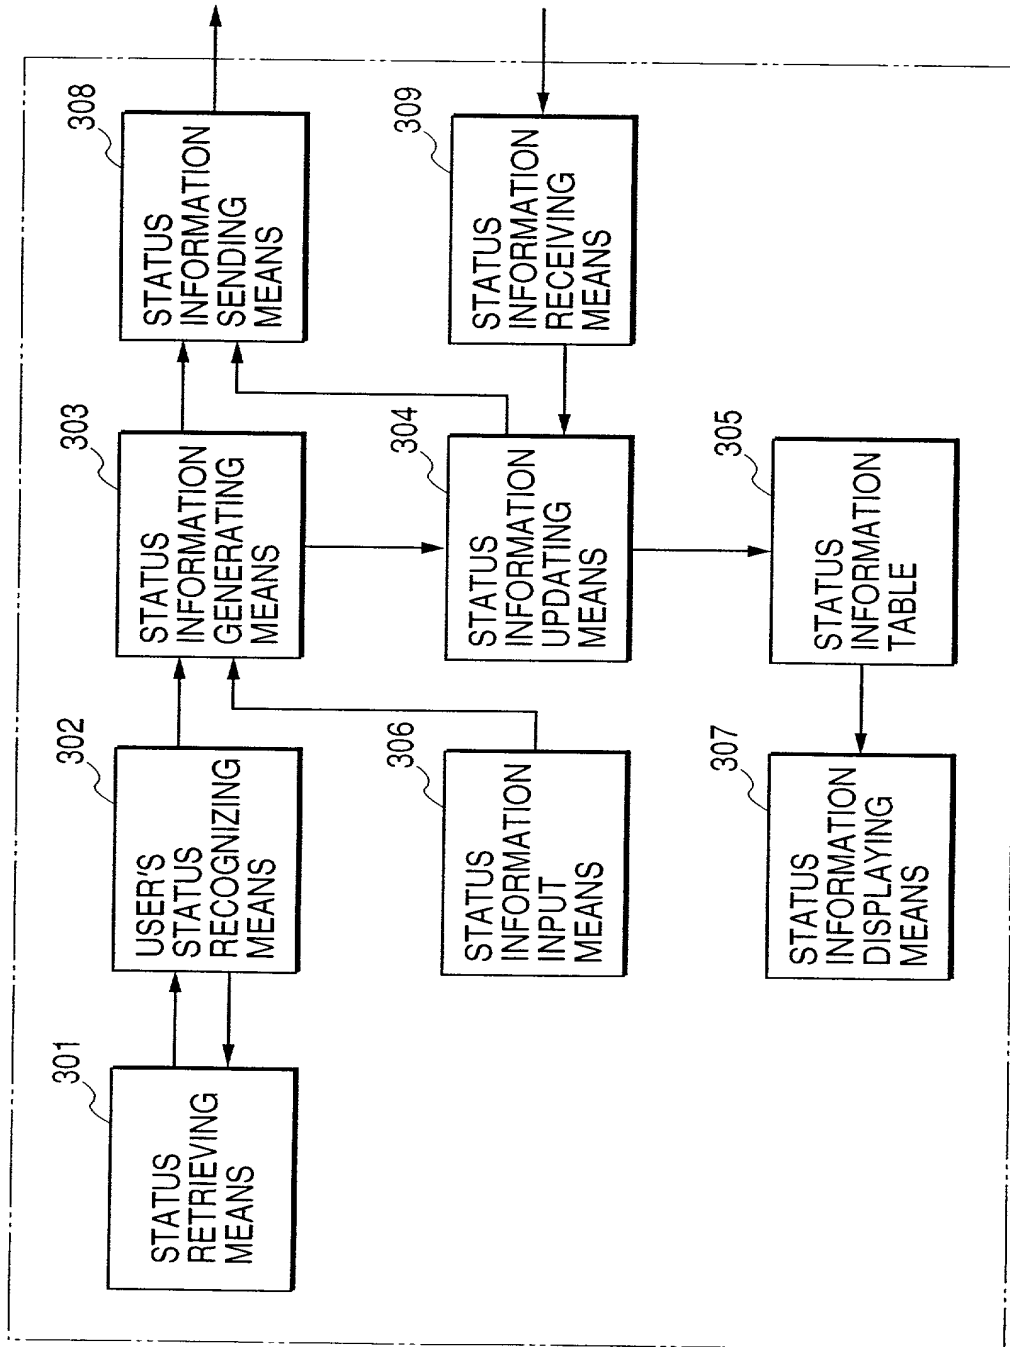 301
STATUS
RETRIEVING
MEANS
302
USER'S
STATUS
RECOGNIZING
MEANS
303
STATUS
INFORMATION
GENERATING
MEANS
308
STATUS
INFORMATION
SENDING
MEANS
306
STATUS
INFORMATION
INPUT
MEANS
304
STATUS
INFORMATION
UPDATING
MEANS
309
STATUS
INFORMATION
RECEIVING
MEANS
307
STATUS
INFORMATION
DISPLAYING
MEANS
305
STATUS
INFORMATION
TABLE